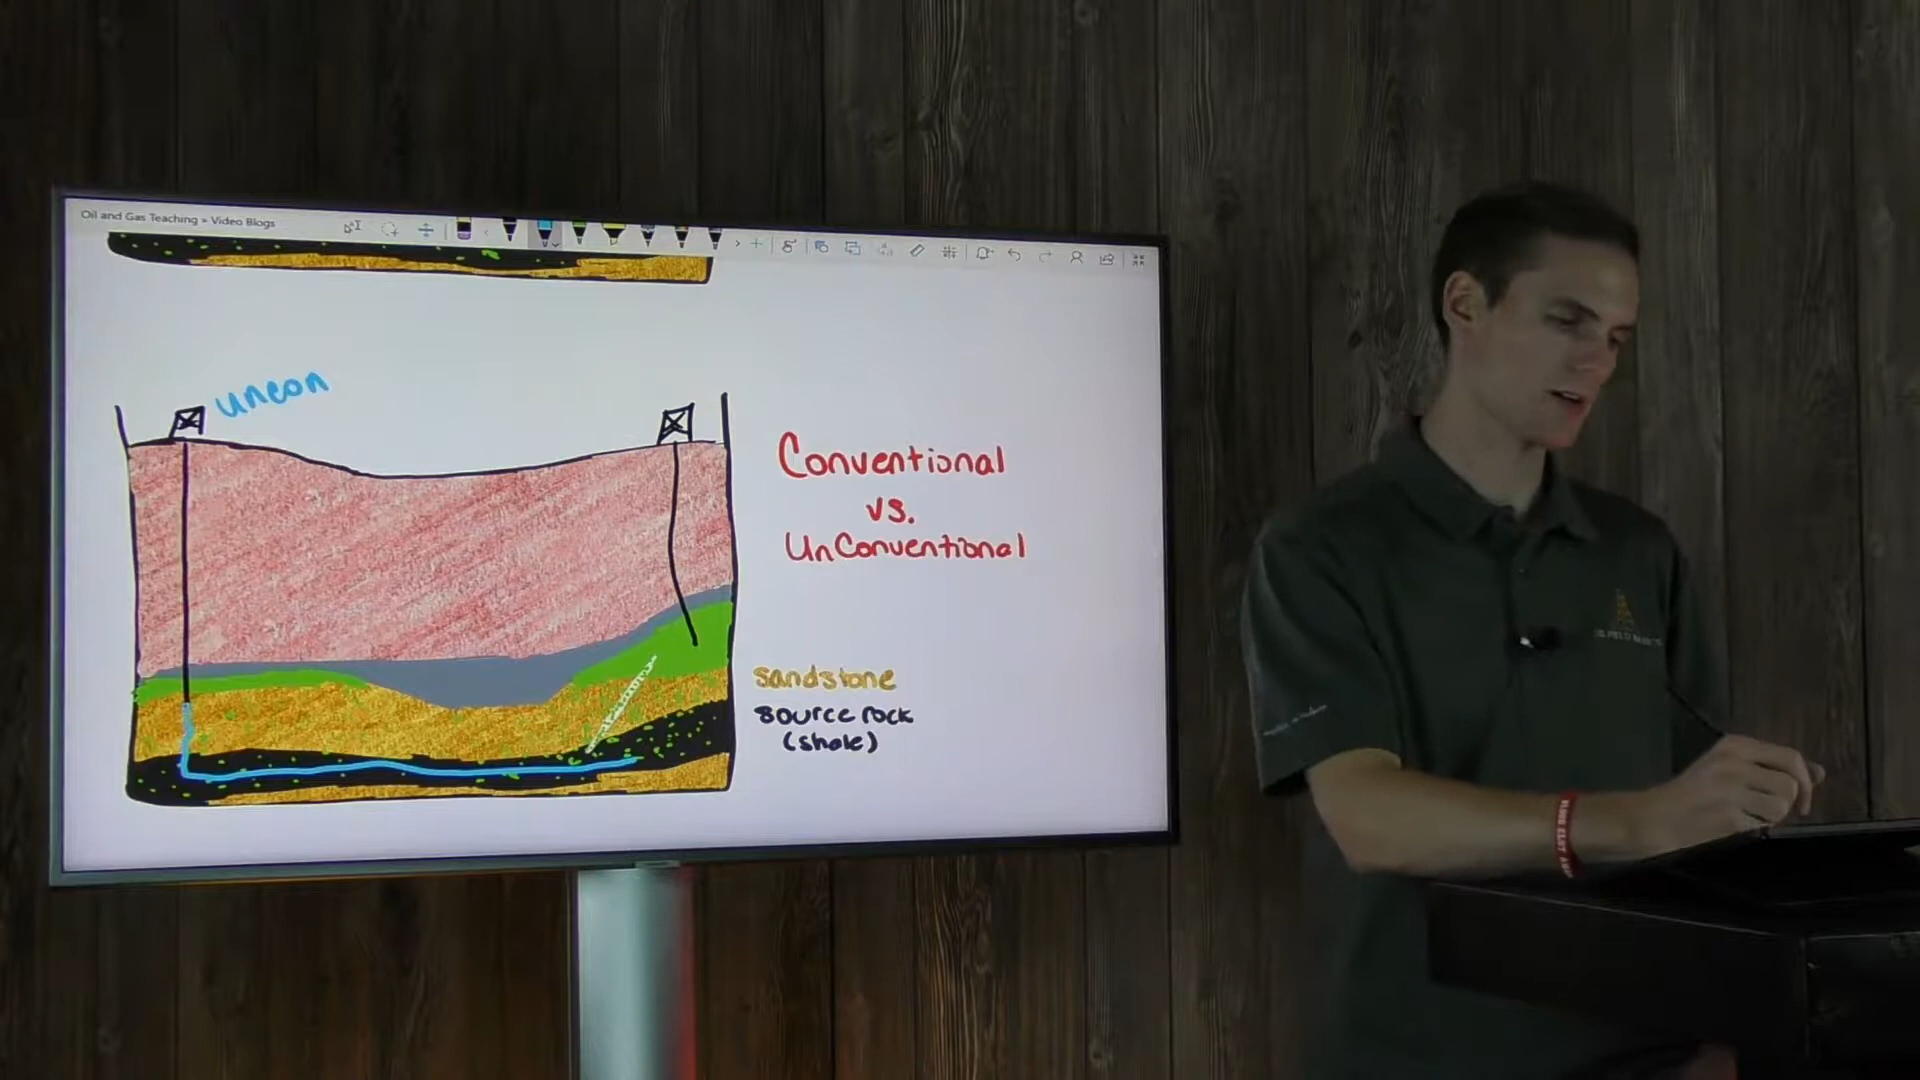 Oil and Gas Teaching » Video Blogs
uncon
Conventional
vs.
UnConventional
sandstone
source rock
(shale)